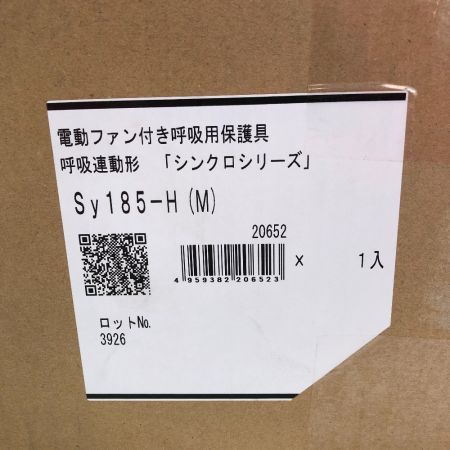 電動ファン付き呼吸用保護具
呼吸連動形 「シンクロシリーズ」
Sy185-H(M)
20652
4 959382 206523
× 1入
ロット№
3926